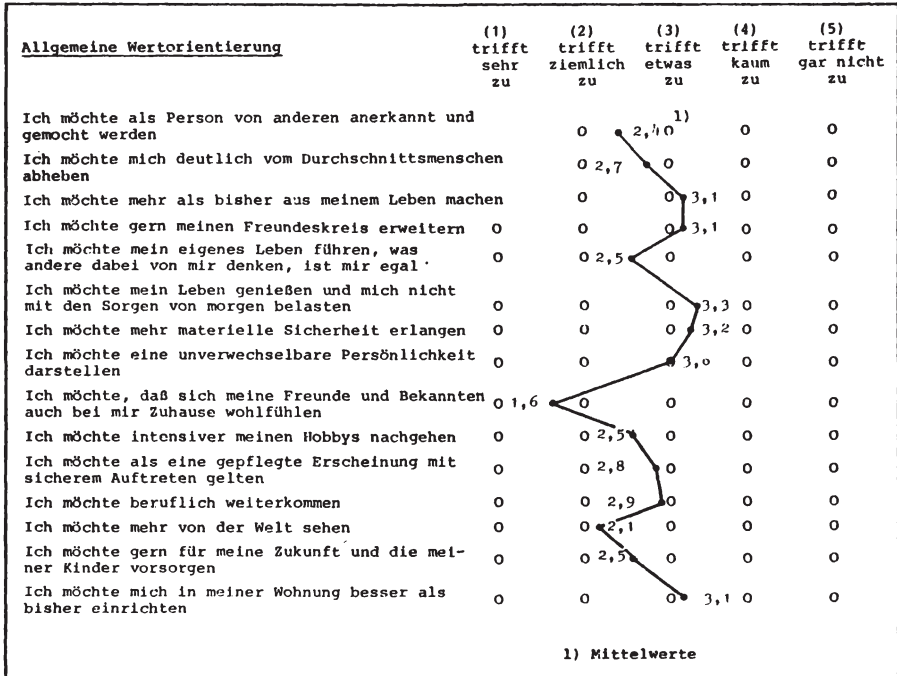 Allgemeine Wertorientierung (1) trifft sehr zu (2) trifft ziemlich zu (3) trifft etwas zu (4) trifft kaum zu (5) trifft gar nicht zu
Ich möchte als Person von anderen anerkannt und
gemocht werden 0 2,40 1) 0 0
Ich möchte mich deutlich vom Durchschnittsmenschen
abheben 0 2,7 0 0 0
Ich möchte mehr als bisher aus meinem Leben machen 0 0 3,1 0 0
Ich möchte gern meinen Freundeskreis erweitern 0 0 0 3,1 0 0
Ich möchte mein eigenes Leben führen, was
andere dabei von mir denken, ist mir egal 0 0 2,5 0 0 0
Ich möchte mein Leben genießen und mich nicht
mit den Sorgen von morgen belasten 0 0 0 3,3 0 0
Ich möchte mehr materielle Sicherheit erlangen 0 0 0 3,2 0 0
Ich möchte eine unverwechselbare Persönlichkeit
darstellen 0 0 3,0 0 0
Ich möchte, daß sich meine Freunde und Bekannten
auch bei mir Zuhause wohlfühlen 0 1,6 0 0 0 0
Ich möchte intensiver meinen Hobbys nachgehen 0 0 2,5 0 0 0
Ich möchte als eine gepflegte Erscheinung mit
sicherem Auftreten gelten 0 0 2,8 0 0 0
Ich möchte beruflich weiterkommen 0 0 2,9 0 0 0
Ich möchte mehr von der Welt sehen 0 0 2,1 0 0 0
Ich möchte gern für meine Zukunft und die mei-
ner Kinder vorsorgen 0 0 2,5 0 0 0
Ich möchte mich in meiner Wohnung besser als
bisher einrichten 0 0 0 3,1 0 0
1) Mittelwerte